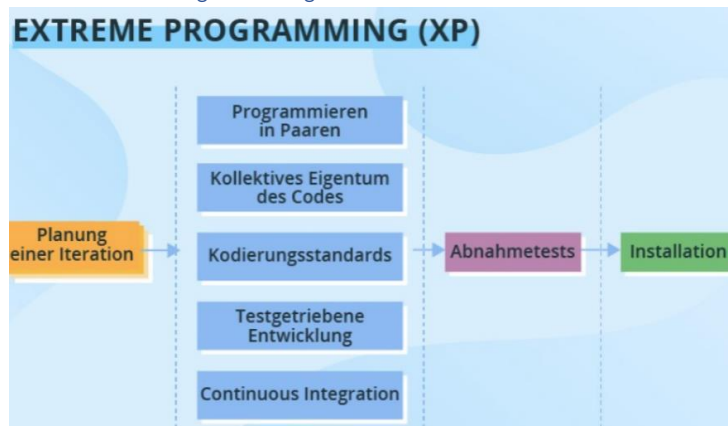 EXTREME PROGRAMMING (XP)
Programmieren
in Paaren
Kollektives Eigentum
des Codes
Planung
einer Iteration
Kodierungsstandards
Abnahmetests
Installation
Testgetriebene
Entwicklung
Continuous Integration